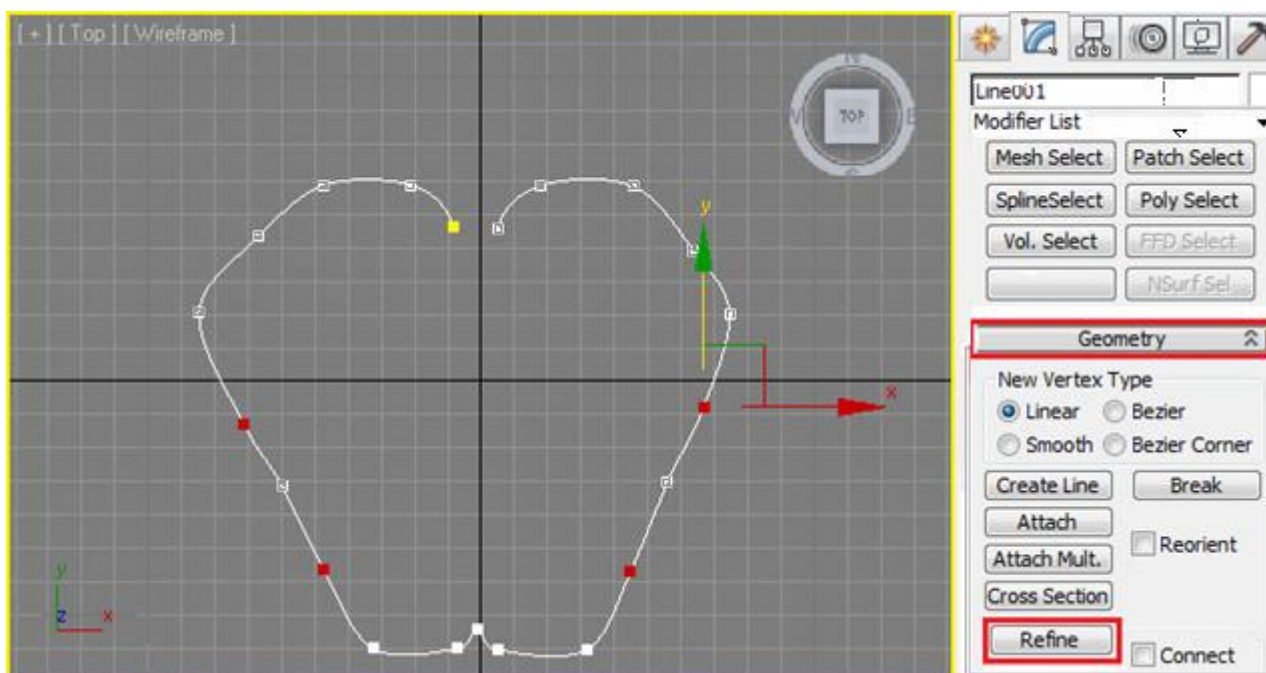 [ + ] [ Top ] [ Wireframe ]
TOP
y
x
y
z x
Line001
Modifier List
Mesh Select Patch Select
SplineSelect Poly Select
Vol. Select FFD Select
NSurf Sel
Geometry
New Vertex Type
Linear Bezier
Smooth Bezier Corner
Create Line Break
Attach
Reorient
Attach Mult.
Cross Section
Refine
Connect